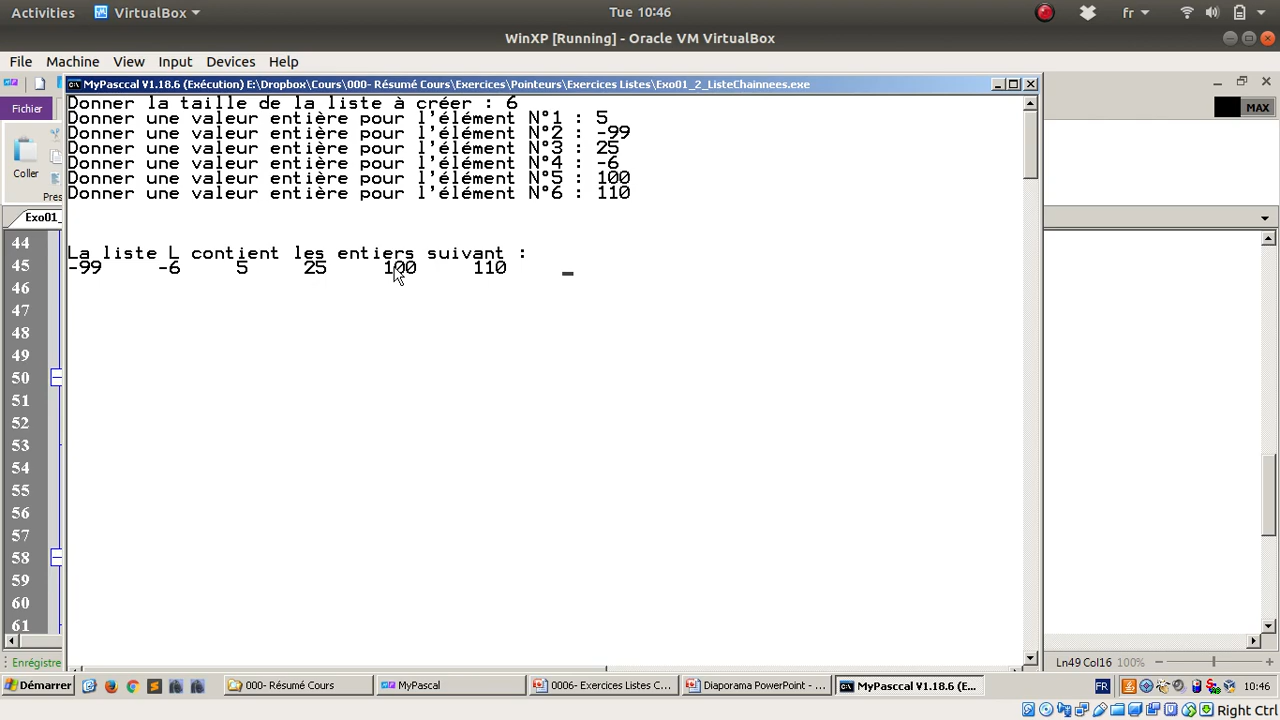 Activities VirtualBox Tue 10:46 fr
WinXP [Running] - Oracle VM VirtualBox
File Machine View Input Devices Help
MyPasccal V1.18.6 (Exécution) E:\Dropbox\Cours\000- Résumé Cours\Exercices\Pointeurs\Exercices Listes\Exo01_2_ListeChainnees.exe
Fichier
MAX
Coller
Pres
Exo01_
Donner la taille de la liste à créer : 6
Donner une valeur entière pour l'élément N°1 : 5
Donner une valeur entière pour l'élément N°2 : -99
Donner une valeur entière pour l'élément N°3 : 25
Donner une valeur entière pour l'élément N°4 : -6
Donner une valeur entière pour l'élément N°5 : 100
Donner une valeur entière pour l'élément N°6 : 110
La liste L contient les entiers suivant :
-99 -6 5 25 100 110
44
45
46
47
48
49
50
51
52
53
54
55
56
57
58
59
60
61
Enregistre
Ln49 Col16 100%
Démarrer 000- Résumé Cours MyPascal 0006- Exercices Listes C... Diaporama PowerPoint - ... MyPasccal V1.18.6 (E... FR 10:46
Right Ctrl